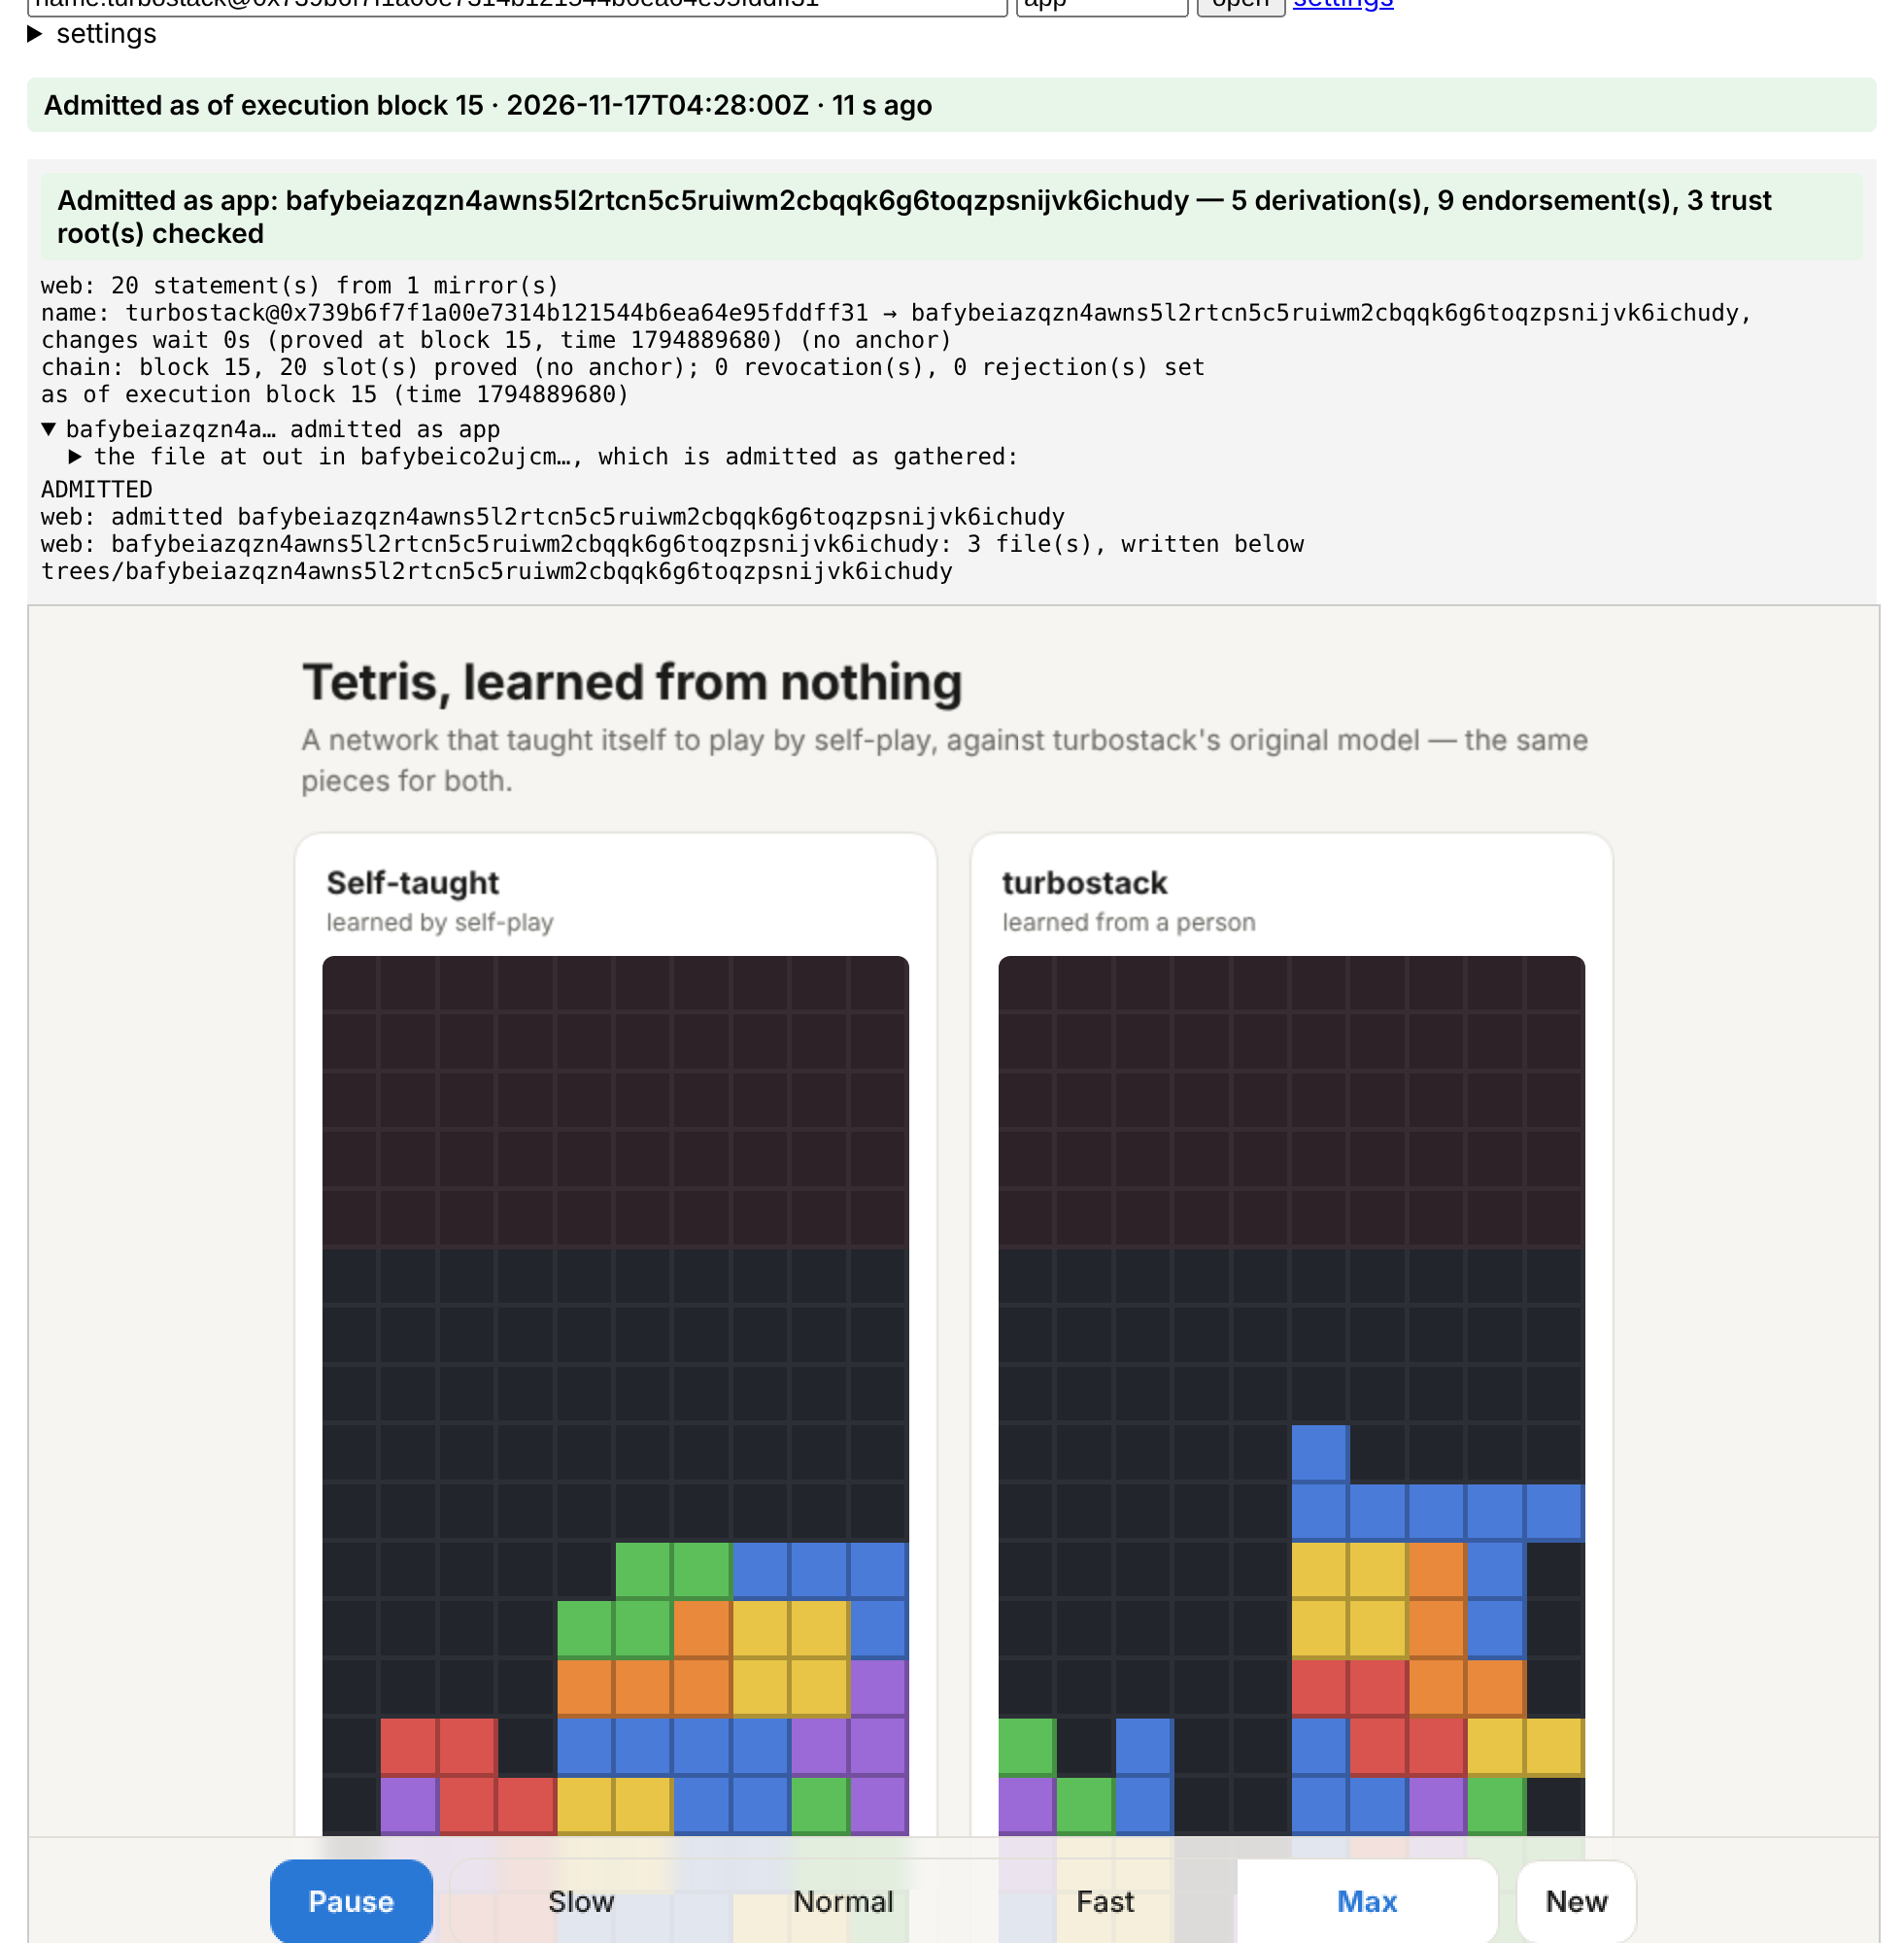 name:turbostack@0x739b6f7f1a00e7314b121544b6ea64e95fddff31 app open settings
▶ settings
Admitted as of execution block 15 · 2026-11-17T04:28:00Z · 11 s ago
Admitted as app: bafybeiazqzn4awns5l2rtcn5c5ruiwm2cbqqk6g6toqzpsnijvk6ichudy — 5 derivation(s), 9 endorsement(s), 3 trust
root(s) checked
web: 20 statement(s) from 1 mirror(s)
name: turbostack@0x739b6f7f1a00e7314b121544b6ea64e95fddff31 → bafybeiazqzn4awns5l2rtcn5c5ruiwm2cbqqk6g6toqzpsnijvk6ichudy,
changes wait 0s (proved at block 15, time 1794889680) (no anchor)
chain: block 15, 20 slot(s) proved (no anchor); 0 revocation(s), 0 rejection(s) set
as of execution block 15 (time 1794889680)
▼ bafybeiazqzn4a… admitted as app
▶ the file at out in bafybeico2ujcm…, which is admitted as gathered:
ADMITTED
web: admitted bafybeiazqzn4awns5l2rtcn5c5ruiwm2cbqqk6g6toqzpsnijvk6ichudy
web: bafybeiazqzn4awns5l2rtcn5c5ruiwm2cbqqk6g6toqzpsnijvk6ichudy: 3 file(s), written below
trees/bafybeiazqzn4awns5l2rtcn5c5ruiwm2cbqqk6g6toqzpsnijvk6ichudy
Tetris, learned from nothing
A network that taught itself to play by self-play, against turbostack's original model — the same
pieces for both.
Self-taught
learned by self-play
turbostack
learned from a person
Pause Slow Normal Fast Max New